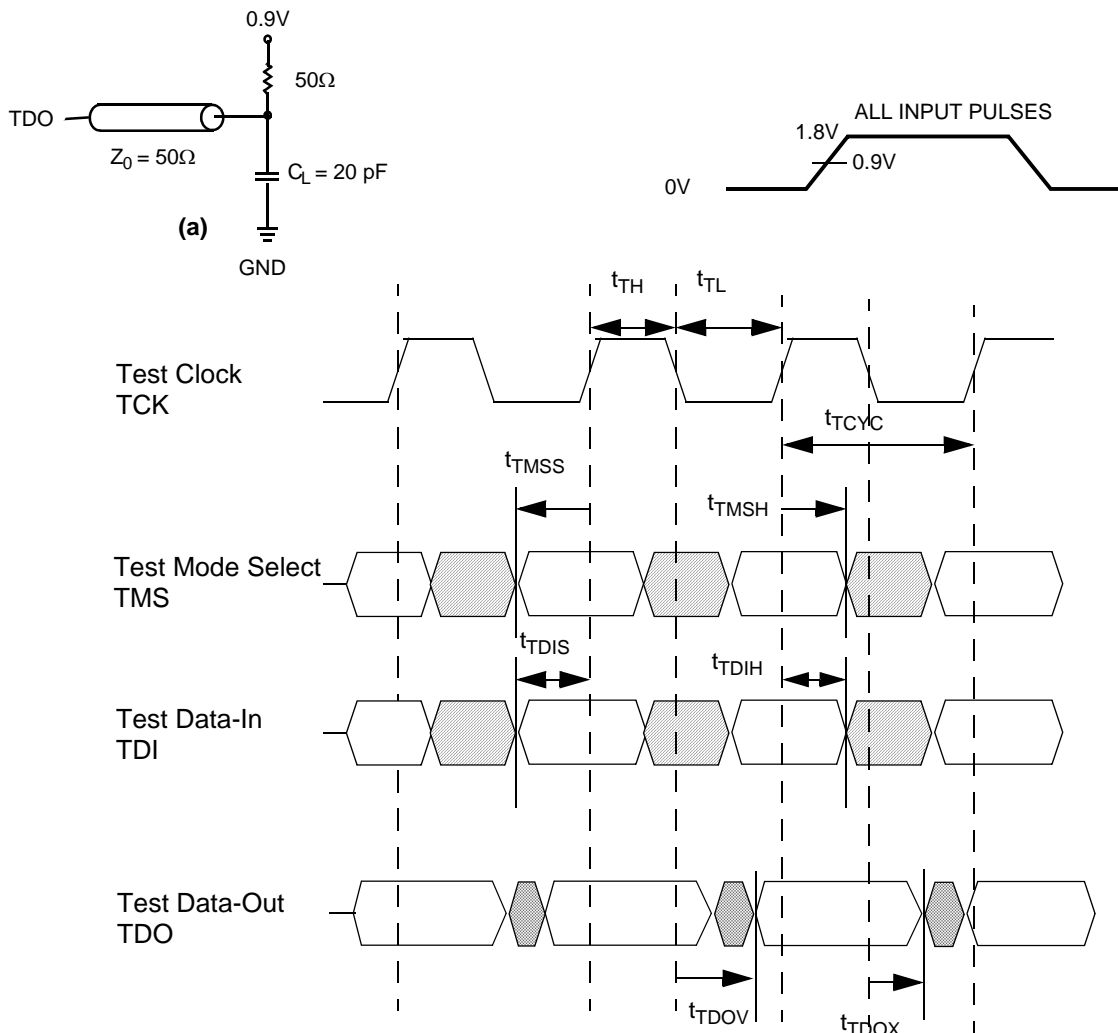 0.9V
50Ω
TDO
Z0 = 50Ω
CL = 20 pF
(a)
GND
ALL INPUT PULSES
1.8V
0.9V
0V
tTH
tTL
Test Clock
TCK
tTCYC
tTMSS
tTMSH
Test Mode Select
TMS
tTDIS
tTDIH
Test Data-In
TDI
Test Data-Out
TDO
tTDOV
tTDOX